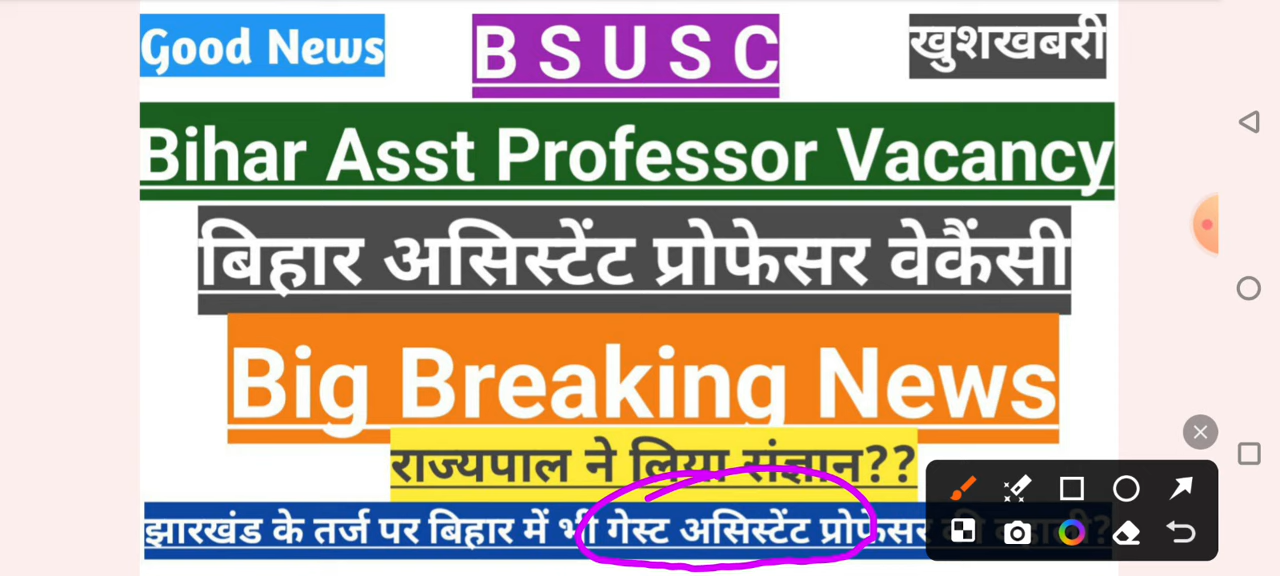 Good News B S U S C खुशखबरी
Bihar Asst Professor Vacancy
बिहार असिस्टेंट प्रोफेसर वेकैंसी
Big Breaking News
राज्यपाल ने लिया संज्ञान??
झारखंड के तर्ज पर बिहार में भी गेस्ट असिस्टेंट प्रोफेसर